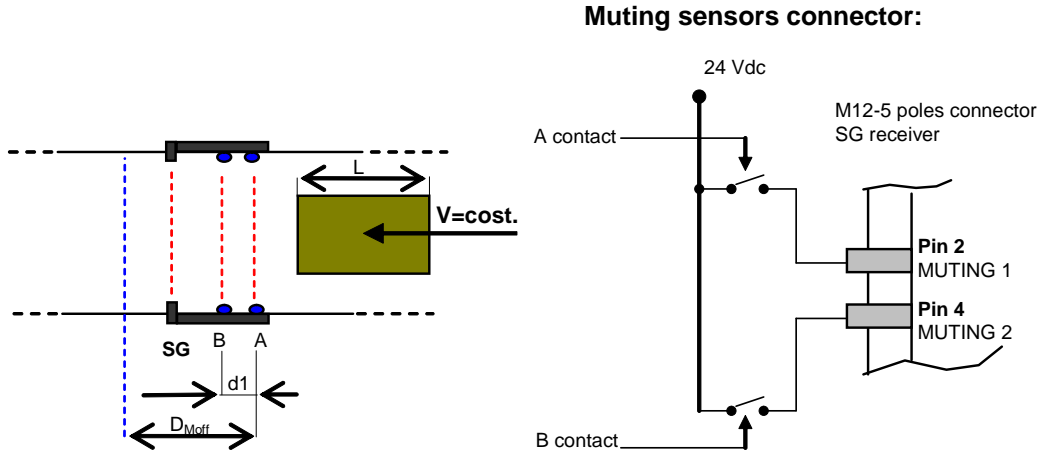 Muting sensors connector:
24 Vdc
M12-5 poles connector
SG receiver
A contact
L
V=cost.
Pin 2
MUTING 1
Pin 4
MUTING 2
SG
B
A
d1
DMoff
B contact